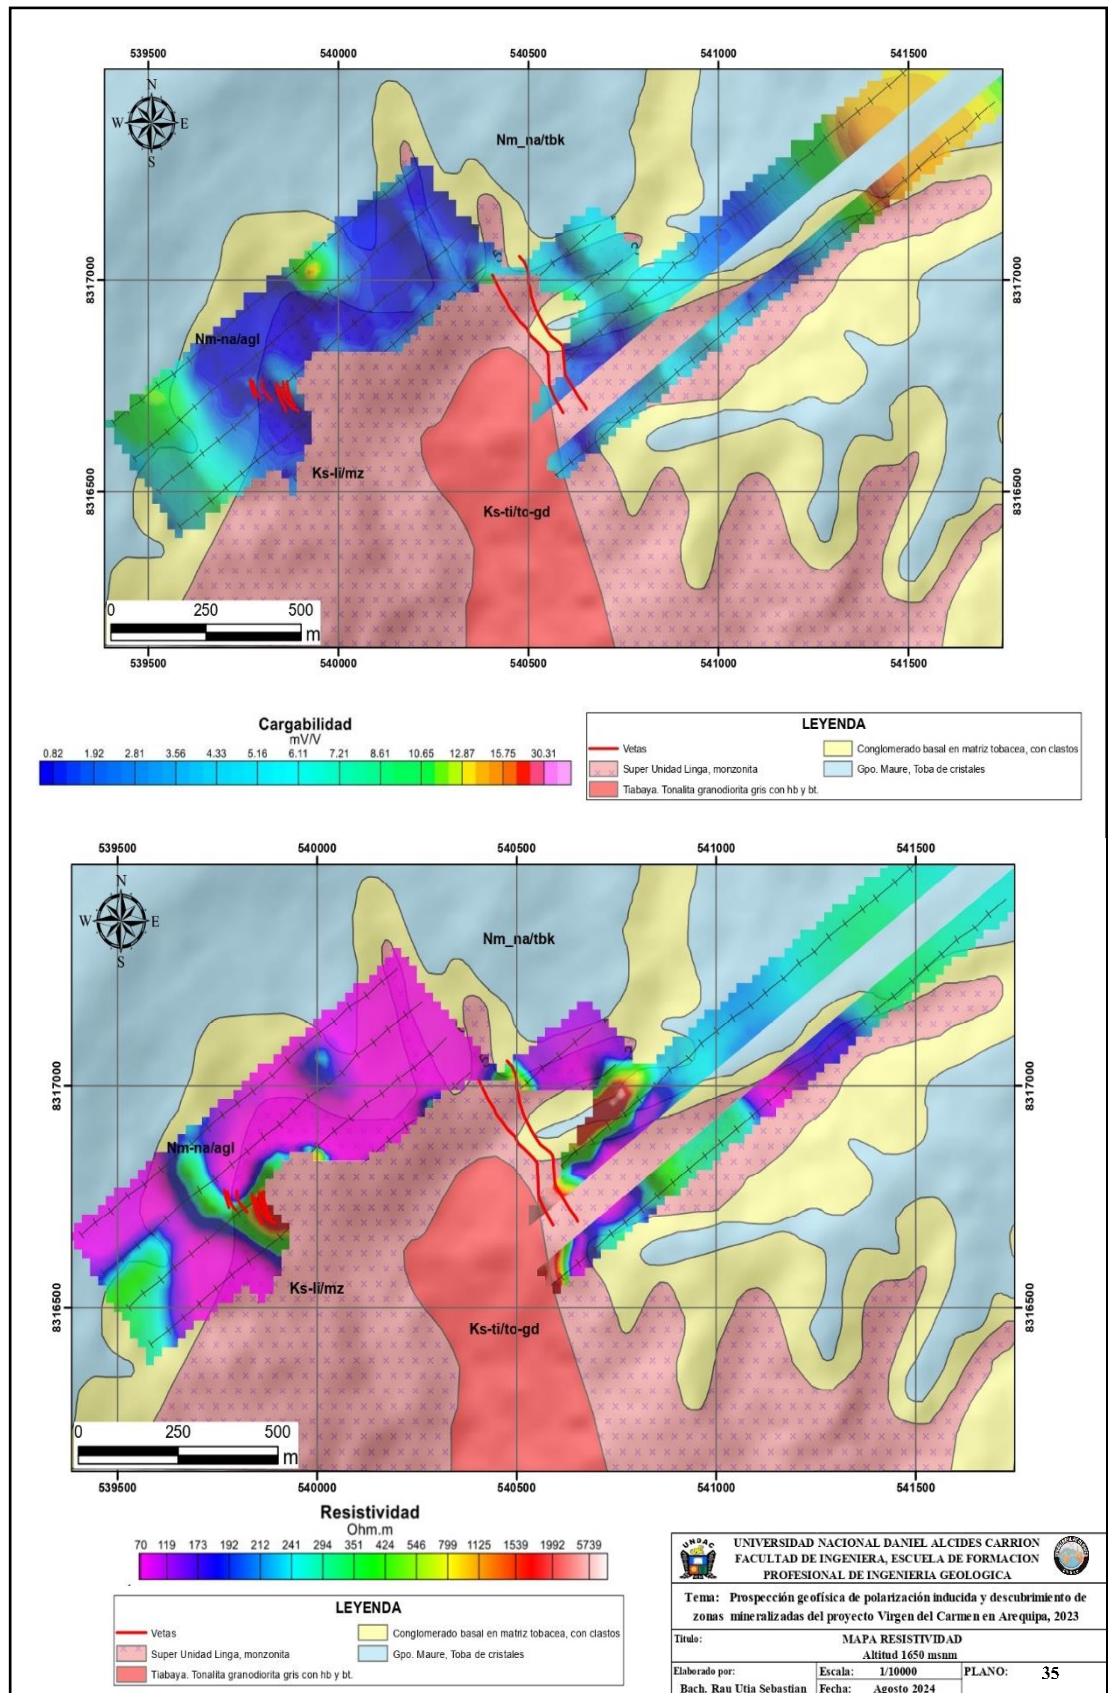 539500 540000 540500 541000 541500
N
W E
S
Nm_na/tbk
8317000 8317000
Nm-na/agl
Ks-li/mz
8316500 8316500
Ks-ti/to-gd
0 250 500
m
539500 540000 540500 541000 541500
Cargabilidad
mV/V
0.82 1.92 2.81 3.56 4.33 5.16 6.11 7.21 8.61 10.65 12.87 15.75 30.31
LEYENDA
Vetas
Conglomerado basal en matriz tobacea, con clastos
Super Unidad Linga, monzonita
Gpo. Maure, Toba de cristales
Tiabaya. Tonalita granodiorita gris con hb y bt.
539500 540000 540500 541000 541500
N
W E
S
Nm_na/tbk
8317000 8317000
Nm-na/agl
Ks-li/mz
8316500 8316500
Ks-ti/to-gd
0 250 500
m
539500 540000 540500 541000 541500
Resistividad
Ohm.m
70 119 173 192 212 241 294 351 424 546 799 1125 1539 1992 5739
LEYENDA
Vetas
Conglomerado basal en matriz tobacea, con clastos
Super Unidad Linga, monzonita
Gpo. Maure, Toba de cristales
Tiabaya. Tonalita granodiorita gris con hb y bt.
UNDAC
UNIVERSIDAD NACIONAL DANIEL ALCIDES CARRION
FACULTAD DE INGENIERA, ESCUELA DE FORMACION
PROFESIONAL DE INGENIERIA GEOLOGICA
Tema: Prospección geofísica de polarización inducida y descubrimiento de
zonas mineralizadas del proyecto Virgen del Carmen en Arequipa, 2023
Titulo: MAPA RESISTIVIDAD
Altitud 1650 msnm
Elaborado por: Escala: 1/10000 PLANO: 35
Bach. Rau Utia Sebastian Fecha: Agosto 2024